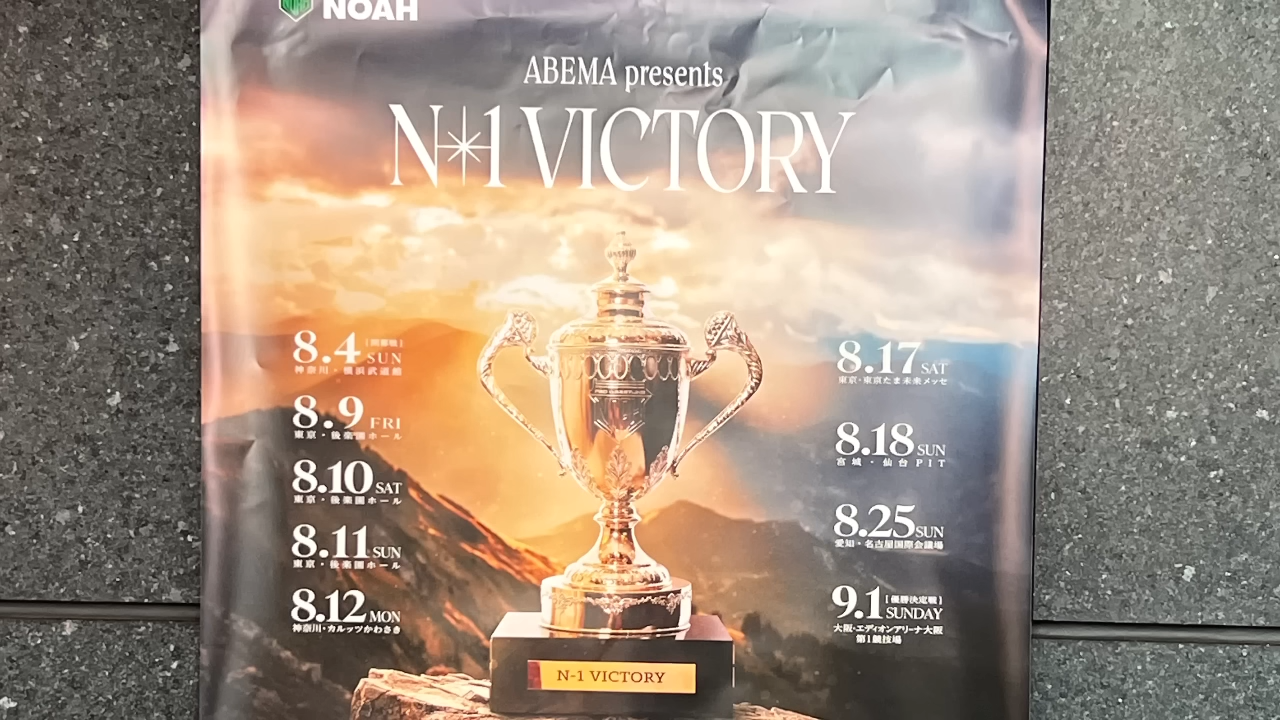 NOAH
ABEMA presents
N*1 VICTORY
8.4 [開幕戦] SUN
神奈川・横浜武道館
8.9 FRI
東京・後楽園ホール
8.10 SAT
東京・後楽園ホール
8.11 SUN
東京・後楽園ホール
8.12 MON
神奈川・カルッツかわさき
8.17 SAT
東京・東京たま未来メッセ
8.18 SUN
宮城・仙台PIT
8.25 SUN
愛知・名古屋国際会議場
9.1 [優勝決定戦] SUNDAY
大阪・エディオンアリーナ大阪
第1競技場
N-1 VICTORY